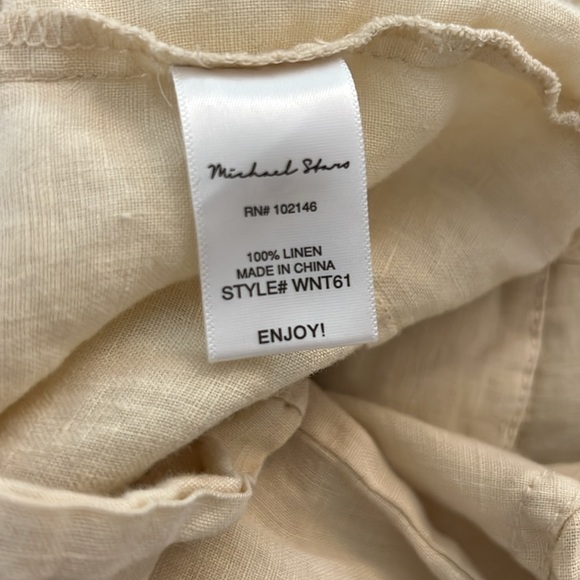 Michael Stars
RN# 102146
100% LINEN
MADE IN CHINA
STYLE# WNT61
ENJOY!